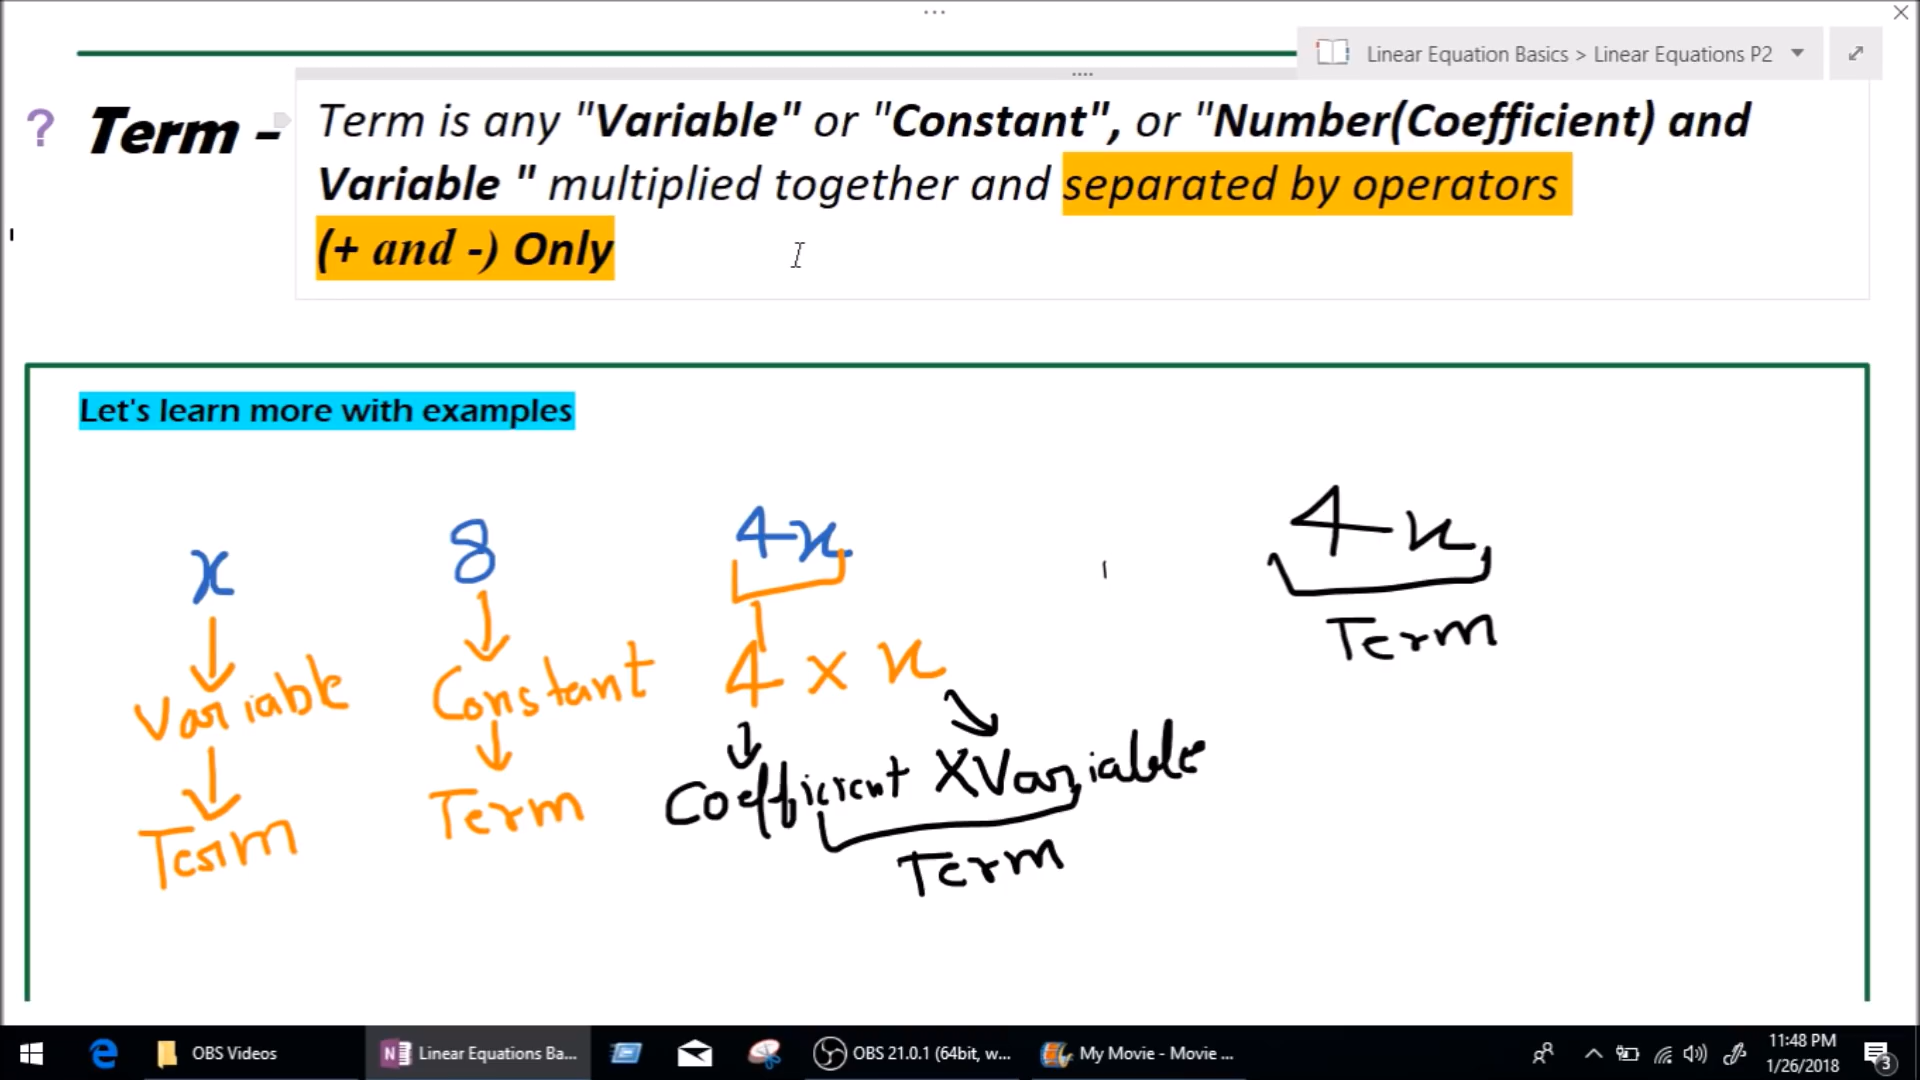 Linear Equation Basics > Linear Equations P2
? Term - Term is any "Variable" or "Constant", or "Number(Coefficient) and
Variable " multiplied together and separated by operators
(+ and -) Only
Let's learn more with examples
x 8 4x 4x
Term
Variable Constant 4 x x
Coefficient X Variable
Term Term
Term
OBS Videos
Linear Equations Ba...
OBS 21.0.1 (64bit, w...
My Movie - Movie ...
11:48 PM
1/26/2018
3